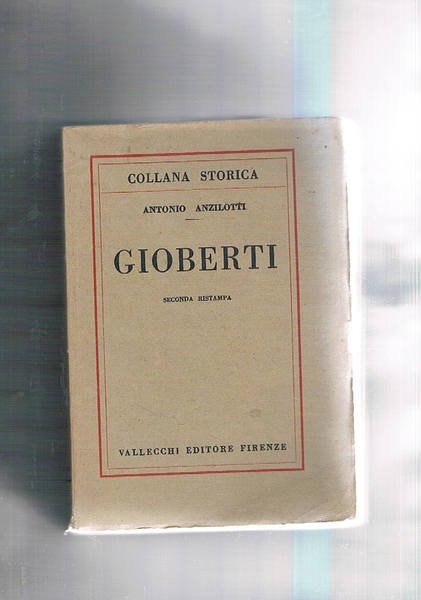 COLLANA STORICA
ANTONIO ANZILOTTI
GIOBERTI
SECONDA RISTAMPA
VALLECCHI EDITORE FIRENZE